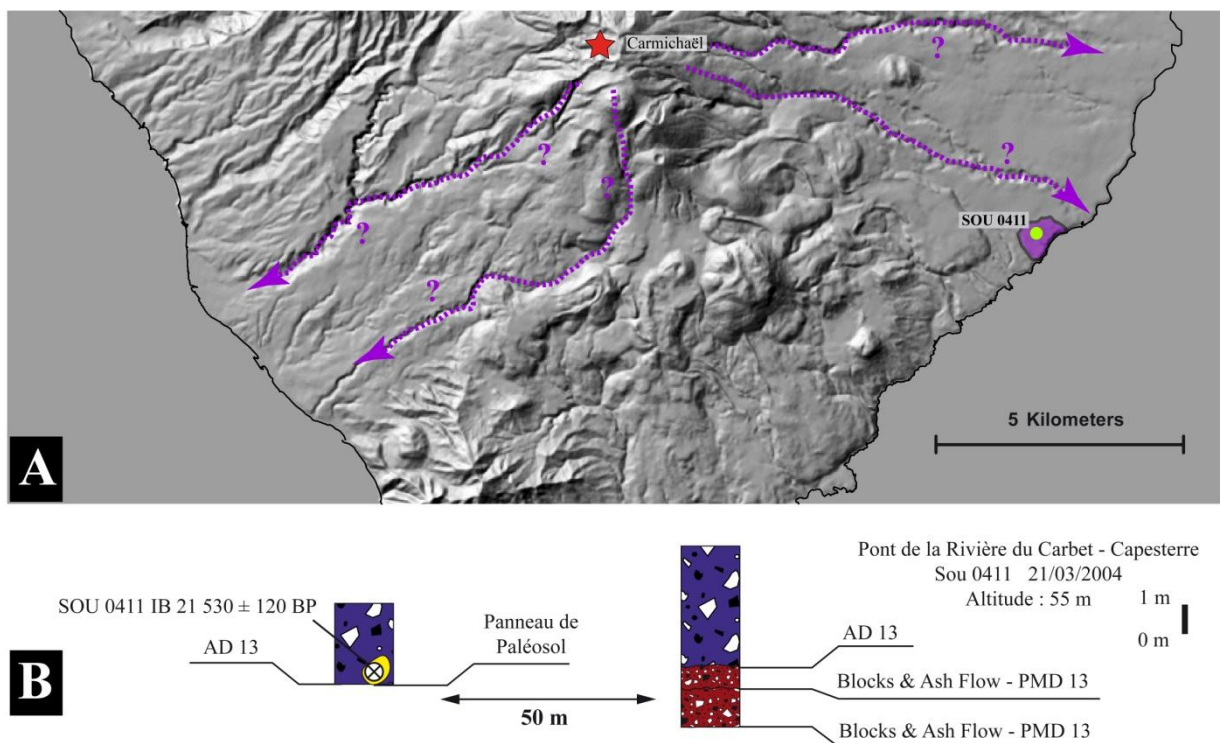 Carmichaël
?
?
?
?
?
?
SOU 0411
5 Kilometers
A
Pont de la Rivière du Carbet - Capesterre
Sou 0411 21/03/2004
Altitude : 55 m
1 m
0 m
SOU 0411 IB 21 530 ± 120 BP
AD 13
Panneau de
Paléosol
AD 13
Blocks & Ash Flow - PMD 13
50 m
Blocks & Ash Flow - PMD 13
B